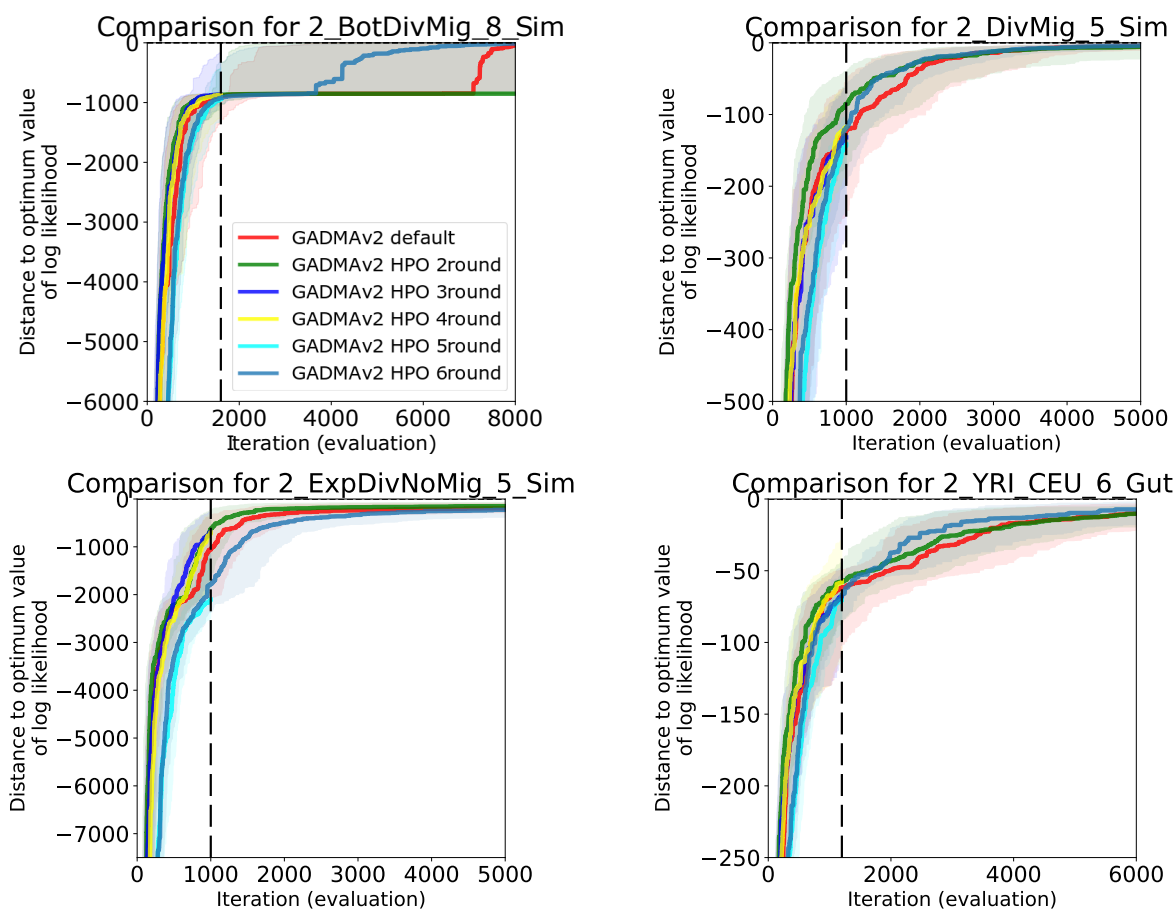 Comparison for 2_BotDivMig_8_Sim
0
−1000
−2000
−3000
−4000
−5000
−6000
Distance to optimum value
of log likelihood
GADMAv2 default
GADMAv2 HPO 2round
GADMAv2 HPO 3round
GADMAv2 HPO 4round
GADMAv2 HPO 5round
GADMAv2 HPO 6round
0 2000 4000 6000 8000
Iteration (evaluation)
Comparison for 2_DivMig_5_Sim
0
−100
−200
−300
−400
−500
Distance to optimum value
of log likelihood
0 1000 2000 3000 4000 5000
Iteration (evaluation)
Comparison for 2_ExpDivNoMig_5_Sim
0
−1000
−2000
−3000
−4000
−5000
−6000
−7000
Distance to optimum value
of log likelihood
0 1000 2000 3000 4000 5000
Iteration (evaluation)
Comparison for 2_YRI_CEU_6_Gut
0
−50
−100
−150
−200
−250
Distance to optimum value
of log likelihood
0 2000 4000 6000
Iteration (evaluation)